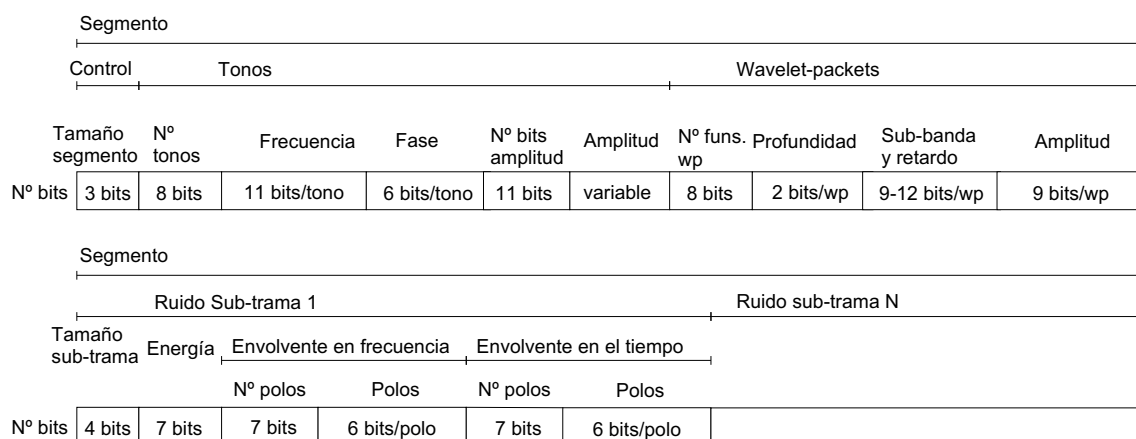 Segmento
Control Tonos Wavelet-packets
Tamaño segmento Nº tonos Frecuencia Fase Nº bits amplitud Amplitud Nº funs. wp Profundidad Sub-banda y retardo Amplitud
Nº bits 3 bits 8 bits 11 bits/tono 6 bits/tono 11 bits variable 8 bits 2 bits/wp 9-12 bits/wp 9 bits/wp
Segmento
Ruido Sub-trama 1 Ruido sub-trama N
Tamaño sub-trama Energía Envolvente en frecuencia Envolvente en el tiempo
Nº polos Polos Nº polos Polos
Nº bits 4 bits 7 bits 7 bits 6 bits/polo 7 bits 6 bits/polo